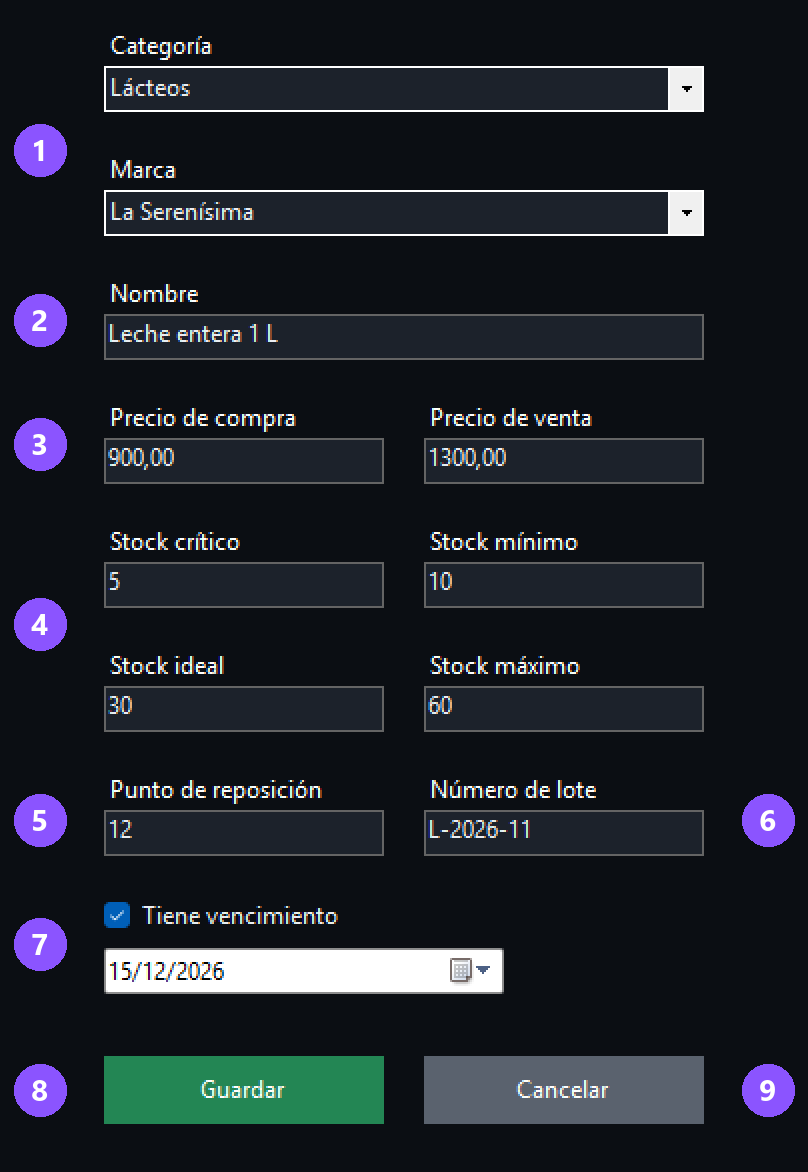 Categoría
Lácteos
1
Marca
La Serenísima
Nombre
2
Leche entera 1 L
Precio de compra Precio de venta
3
900,00 1300,00
Stock crítico Stock mínimo
5 10
4
Stock ideal Stock máximo
30 60
Punto de reposición Número de lote
5 6
12 L-2026-11
Tiene vencimiento
7
15/12/2026
8 Guardar Cancelar 9